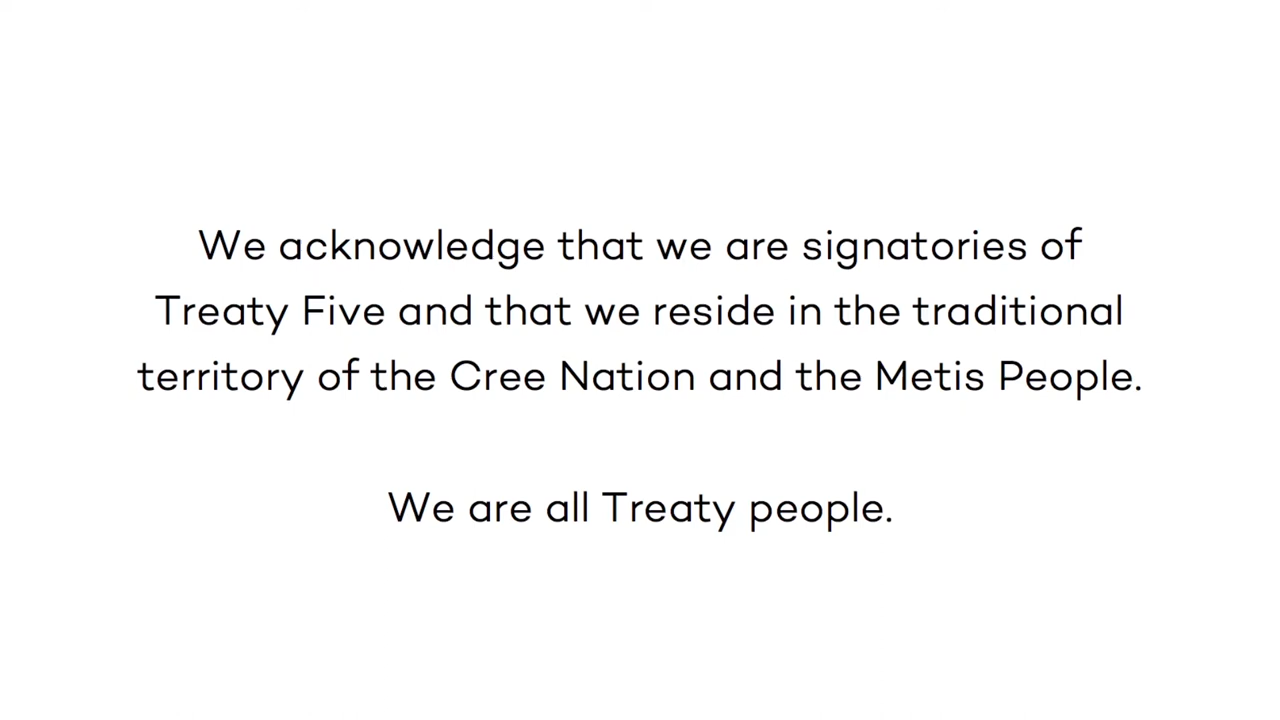 We acknowledge that we are signatories of
Treaty Five and that we reside in the traditional
territory of the Cree Nation and the Metis People.
We are all Treaty people.